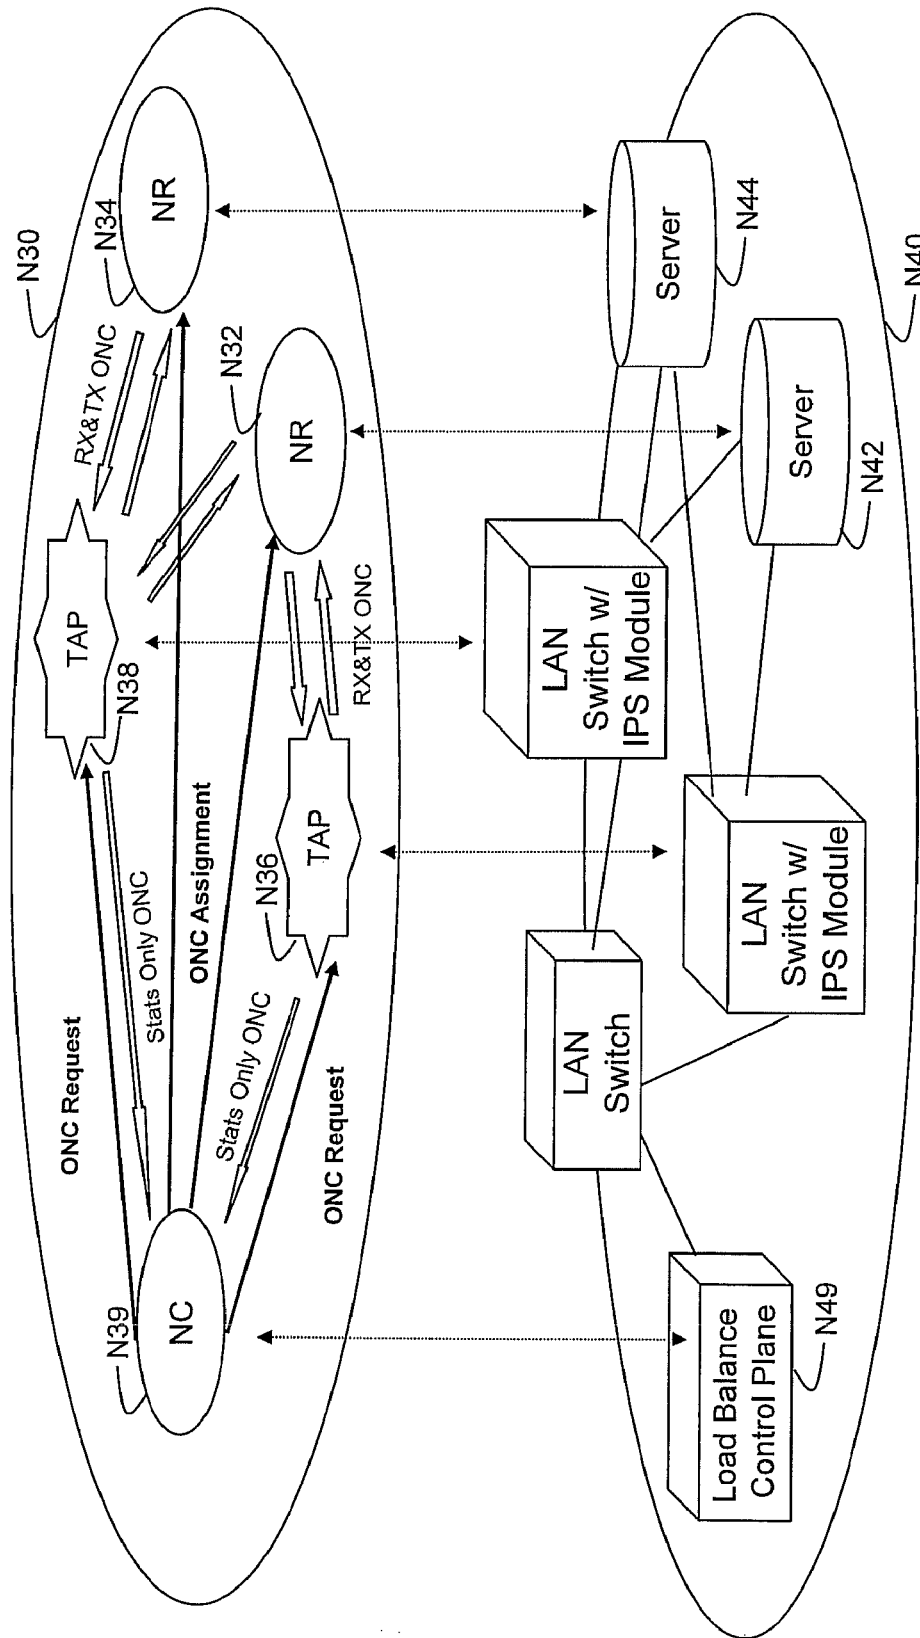 N30
N34
NR
RX&TX ONC
N32
NR
TAP
N38
RX&TX ONC
ONC Request
Stats Only ONC
ONC Assignment
N36
TAP
Stats Only ONC
ONC Request
N39
NC
Server
N44
Server
N42
N40
LAN
Switch w/
IPS Module
LAN
Switch w/
IPS Module
LAN
Switch
Load Balance
Control Plane
N49